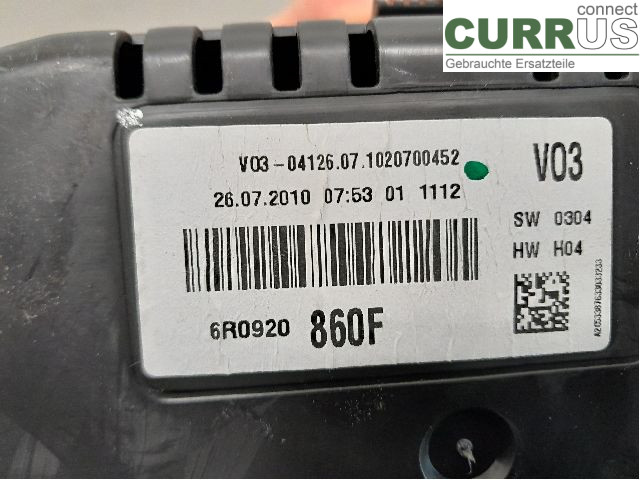 connect
CURRUS
Gebrauchte Ersatzteile
V03-04126.07.1020700452
V03
26.07.2010 07:53 01 1112
SW 0304
HW H04
6R0920 860F